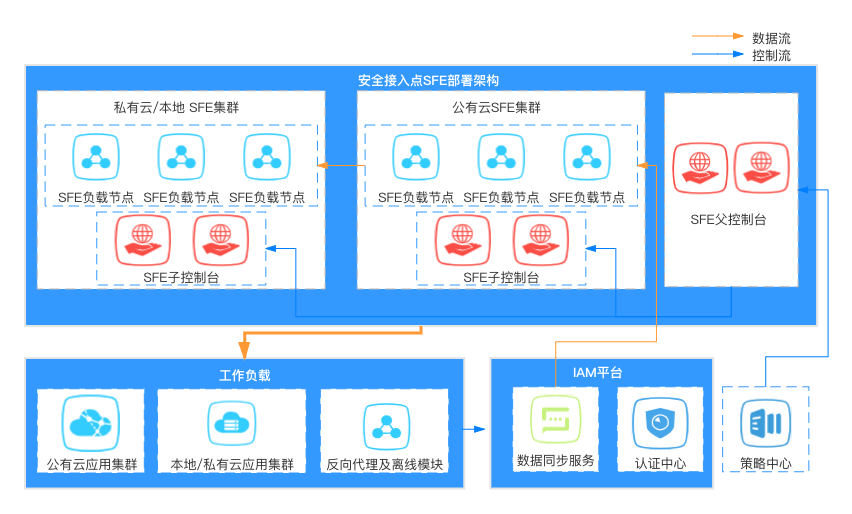 数据流
控制流
安全接入点SFE部署架构
私有云/本地 SFE集群
SFE负载节点 SFE负载节点 SFE负载节点
SFE子控制台
公有云SFE集群
SFE负载节点 SFE负载节点 SFE负载节点
SFE子控制台
SFE父控制台
工作负载
公有云应用集群
本地/私有云应用集群
反向代理及离线模块
IAM平台
数据同步服务
认证中心
策略中心